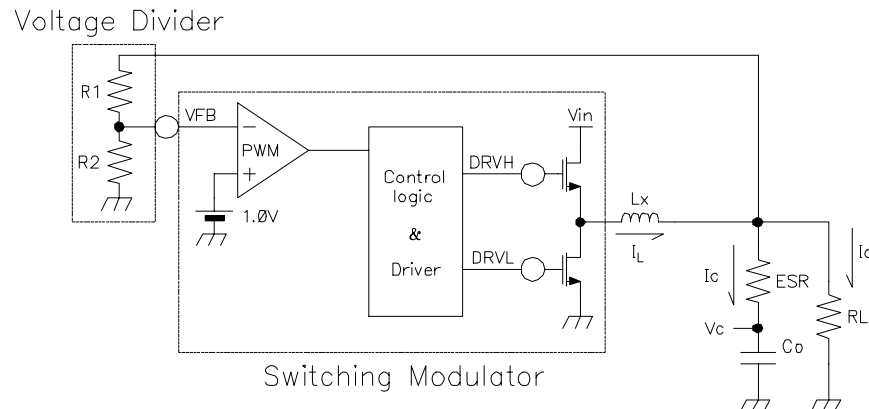 Voltage Divider
R1
VFB
Vin
PWM
R2
DRVH
Control
logic
&
Driver
1.0V
Lx
IL
DRVL
Ic
ESR
RL
Vc
Co
Switching Modulator